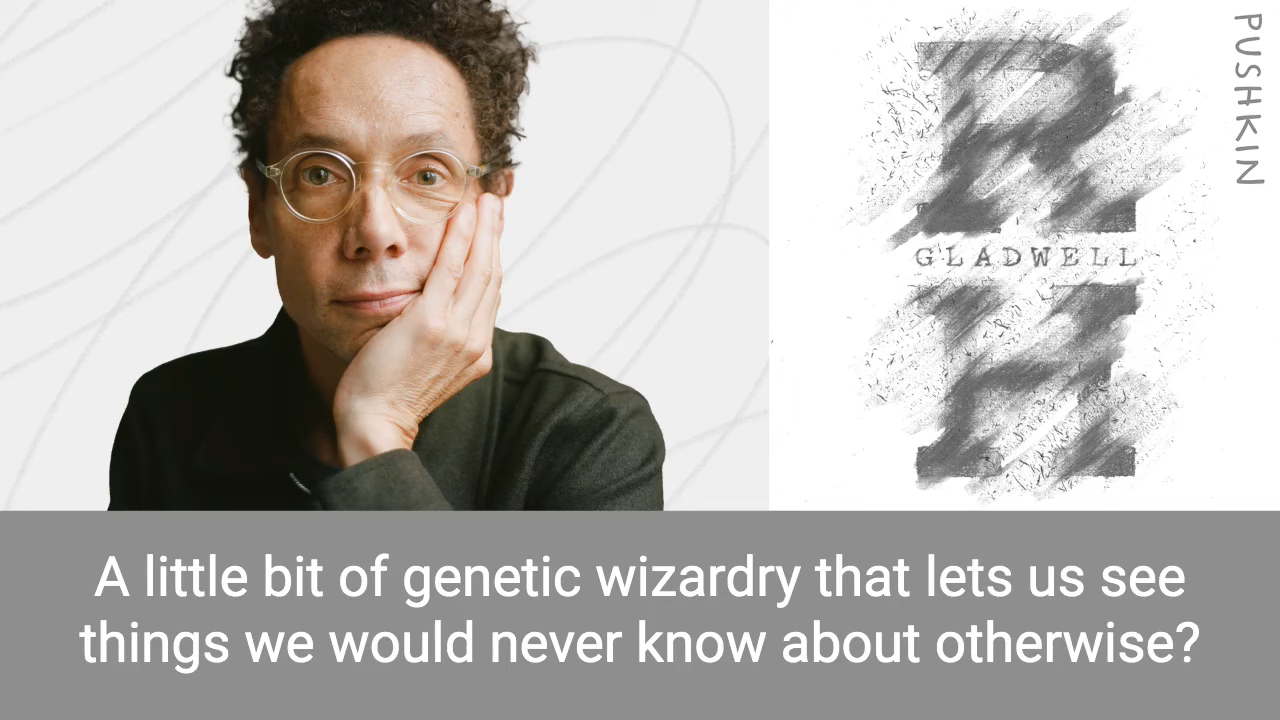 PUSHKIN
R
GLADWELL
H
A little bit of genetic wizardry that lets us see
things we would never know about otherwise?